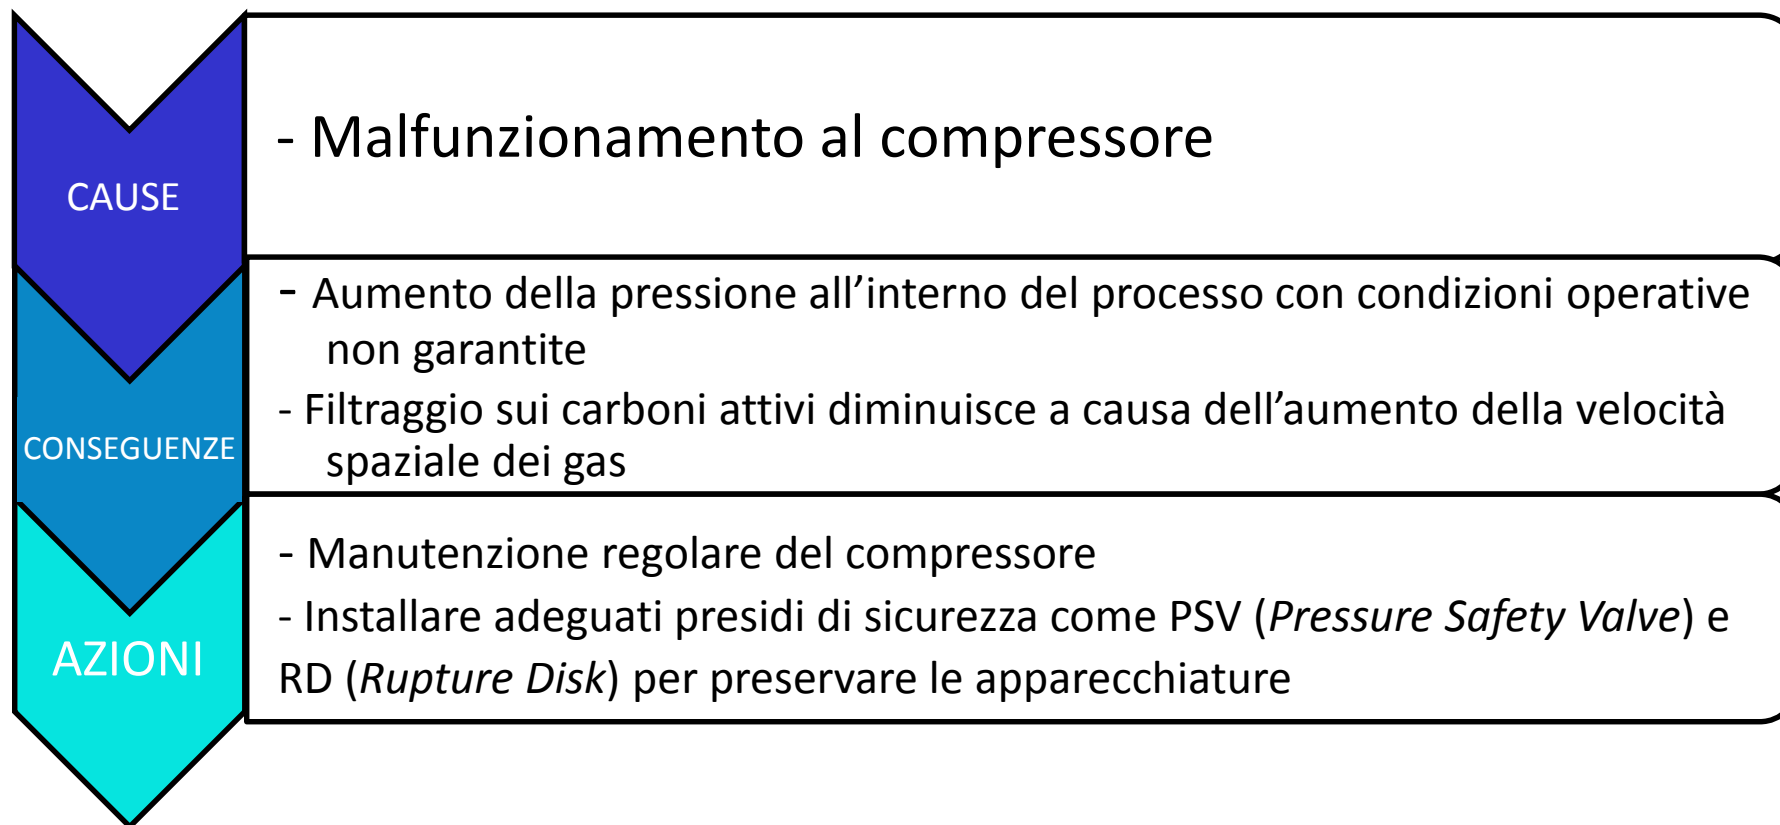 CAUSE
- Malfunzionamento al compressore
CONSEGUENZE
- Aumento della pressione all’interno del processo con condizioni operative
non garantite
- Filtraggio sui carboni attivi diminuisce a causa dell’aumento della velocità
spaziale dei gas
AZIONI
- Manutenzione regolare del compressore
- Installare adeguati presidi di sicurezza come PSV (Pressure Safety Valve) e
RD (Rupture Disk) per preservare le apparecchiature